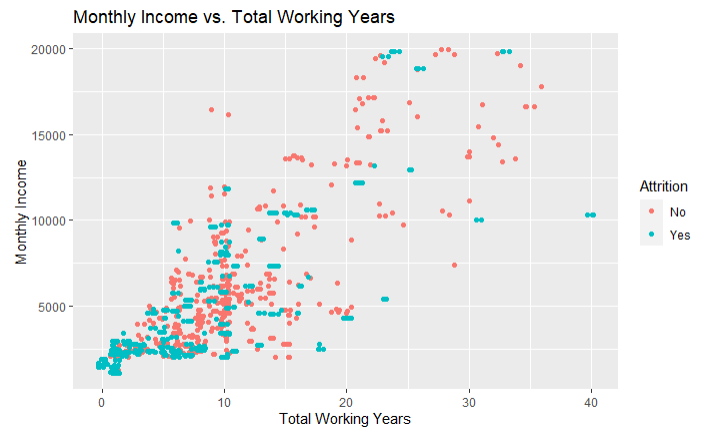 Monthly Income vs. Total Working Years
20000
15000
10000
5000
Monthly Income
0 10 20 30 40
Total Working Years
Attrition
No
Yes